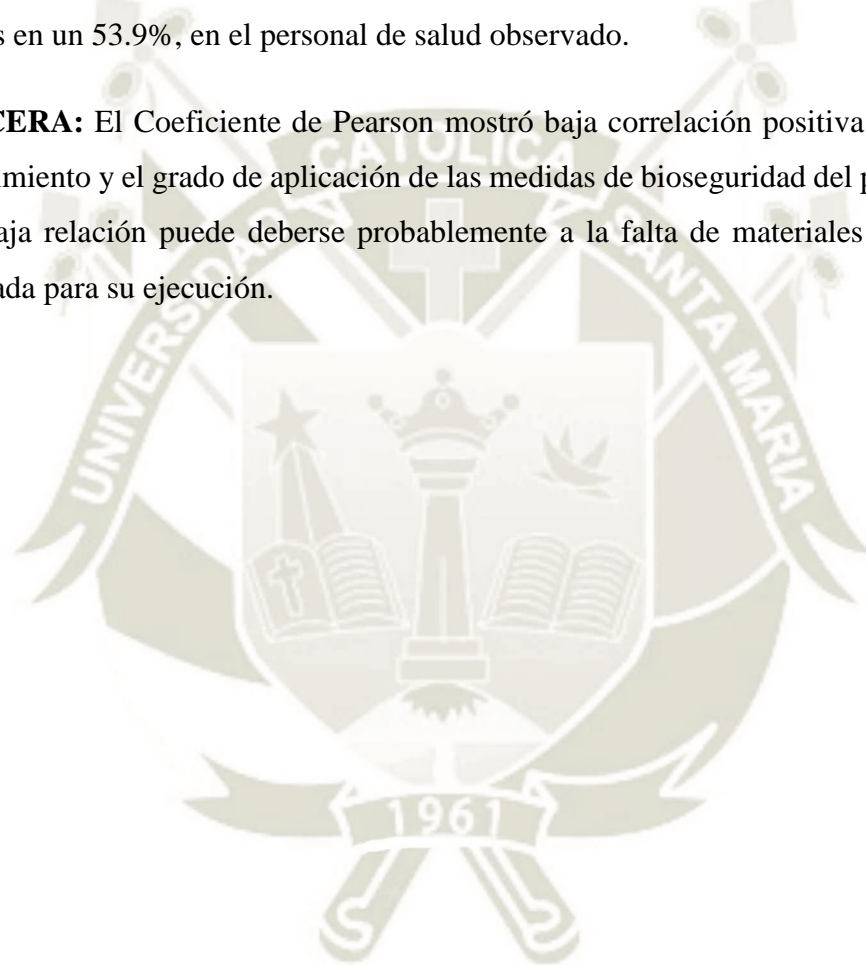 s en un 53.9%, en el personal de salud observado.
CERA: El Coeficiente de Pearson mostró baja correlación positiva
imiento y el grado de aplicación de las medidas de bioseguridad del p
aja relación puede deberse probablemente a la falta de materiales
ada para su ejecución.
UNIVERSIDAD CATOLICA SANTA MARIA
1961